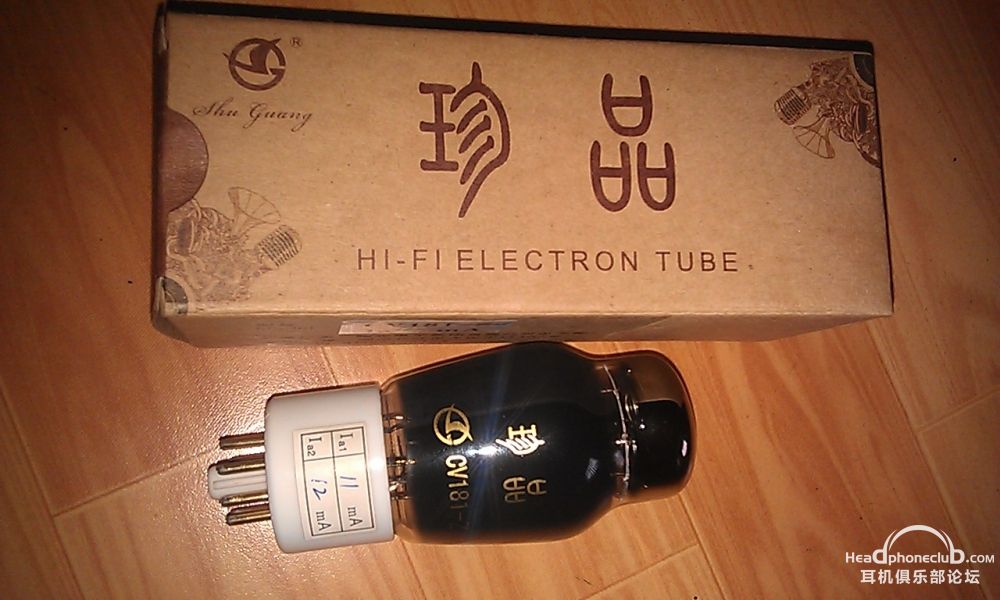 ®
Shu Guang
珍品
HI-FI ELECTRON TUBE
珍品
CV181-Z
Ia1 11 mA
Ia2 12 mA
Headphoneclub.com
耳机俱乐部论坛